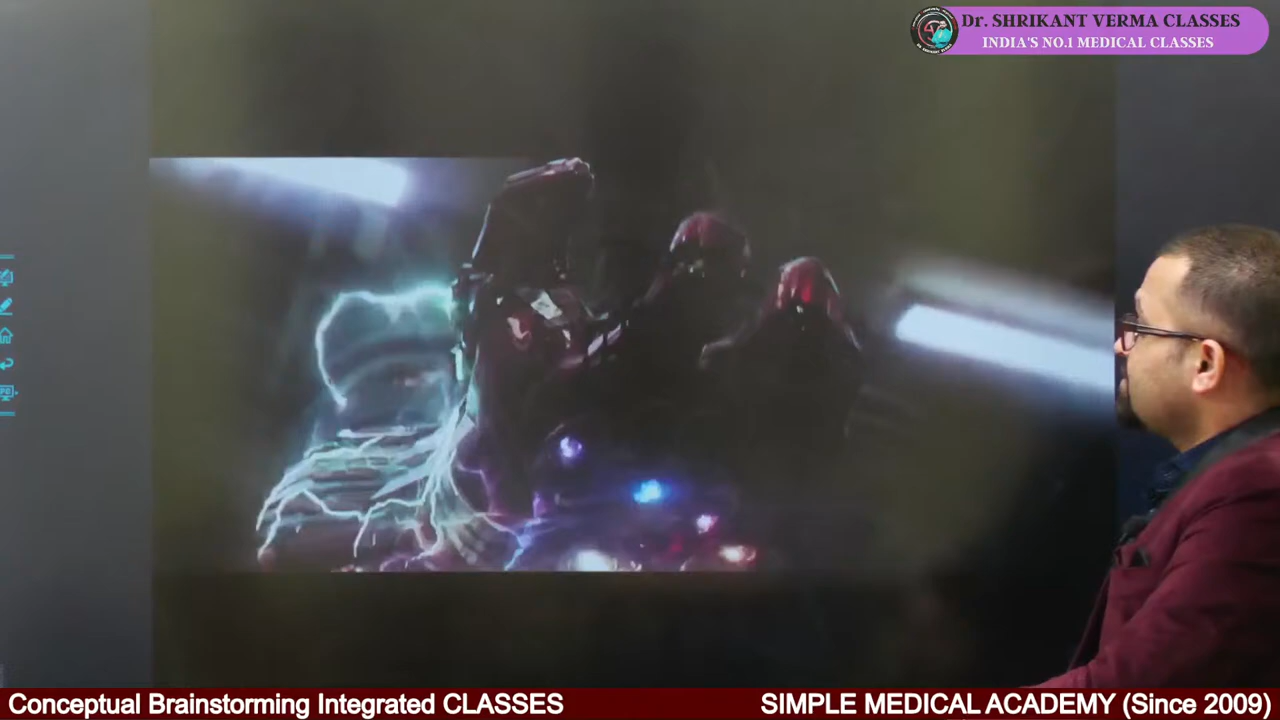 Dr. SHRIKANT VERMA CLASSES
INDIA'S NO.1 MEDICAL CLASSES
Conceptual Brainstorming Integrated CLASSES
SIMPLE MEDICAL ACADEMY (Since 2009)